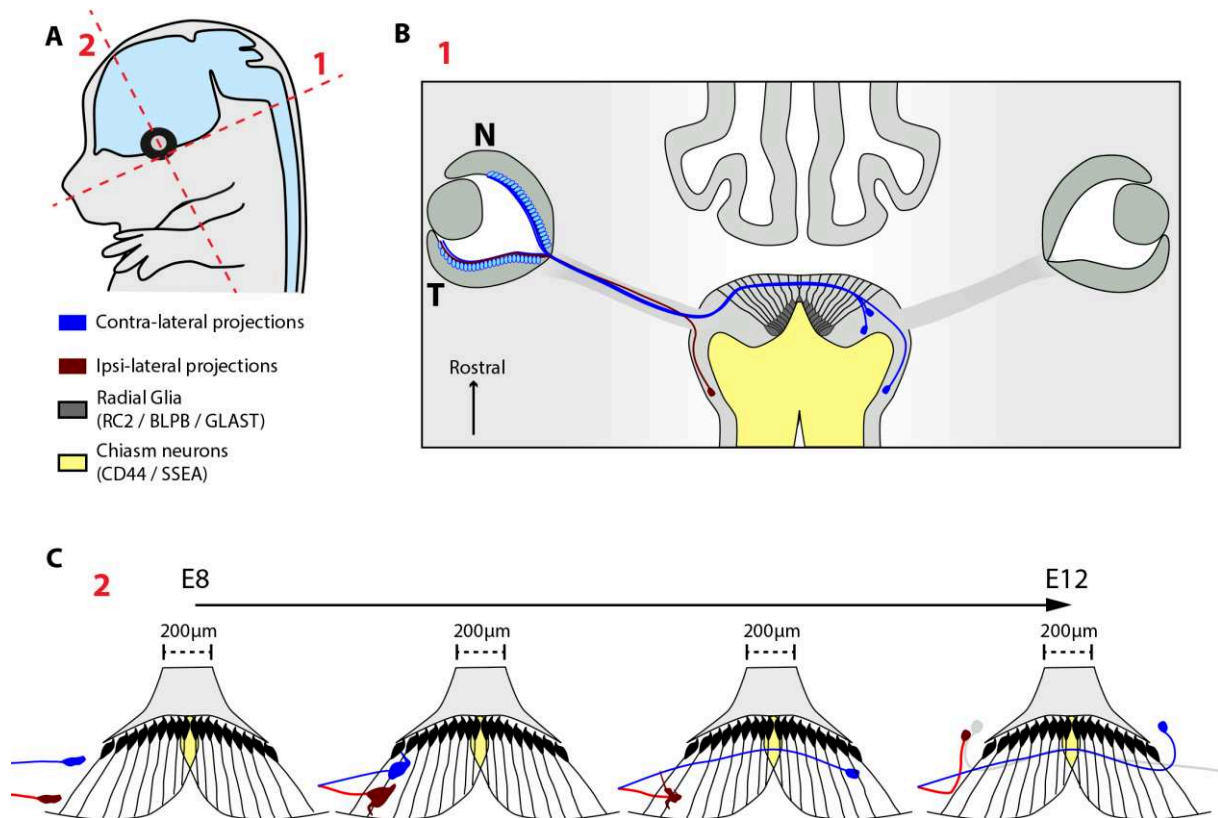 A
2
1
B
1
N
T
Rostral
Contra-lateral projections
Ipsi-lateral projections
Radial Glia
(RC2 / BLPB / GLAST)
Chiasm neurons
(CD44 / SSEA)
C
2
E8
E12
200µm
200µm
200µm
200µm